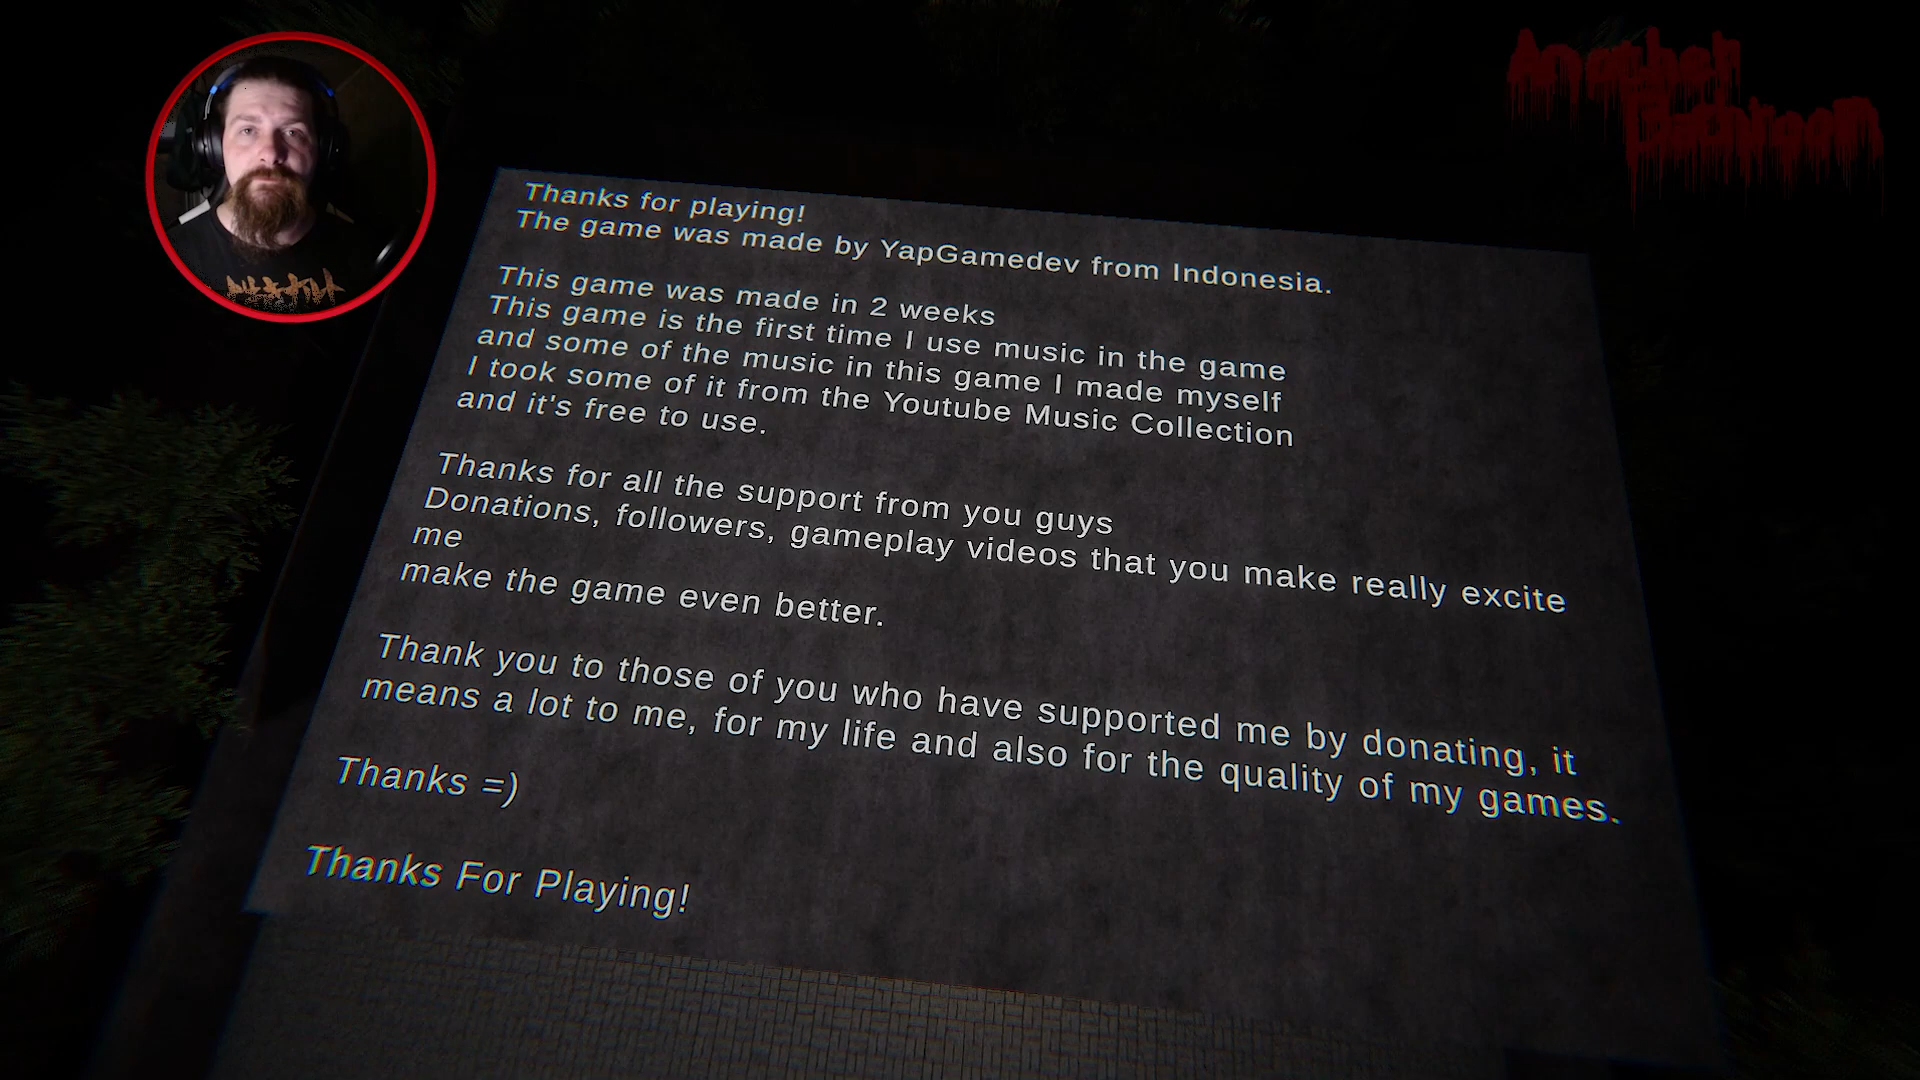 Another
Bathroom
Thanks for playing!
The game was made by YapGamedev from Indonesia.
This game was made in 2 weeks
This game is the first time I use music in the game
and some of the music in this game I made myself
I took some of it from the Youtube Music Collection
and it's free to use.
Thanks for all the support from you guys
Donations, followers, gameplay videos that you make really excite
me
make the game even better.
Thank you to those of you who have supported me by donating, it
means a lot to me, for my life and also for the quality of my games.
Thanks =)
Thanks For Playing!